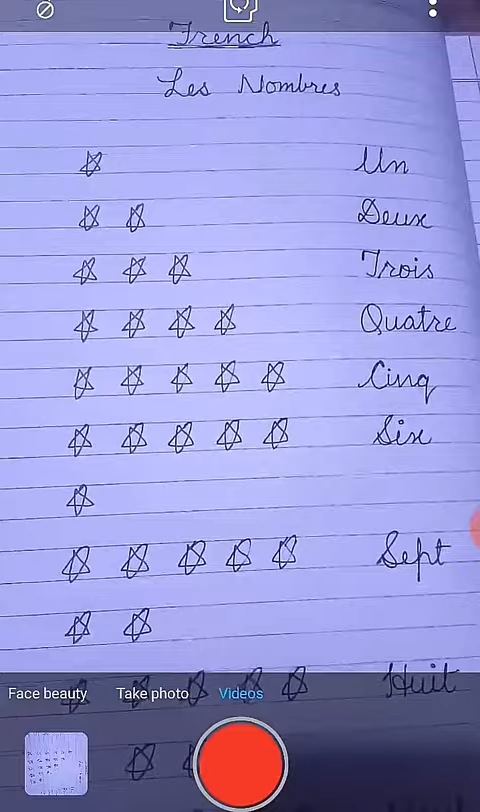 French
Les Nombres
Un
Deux
Trois
Quatre
Cinq
Six
Sept
Huit
Face beauty Take photo Videos